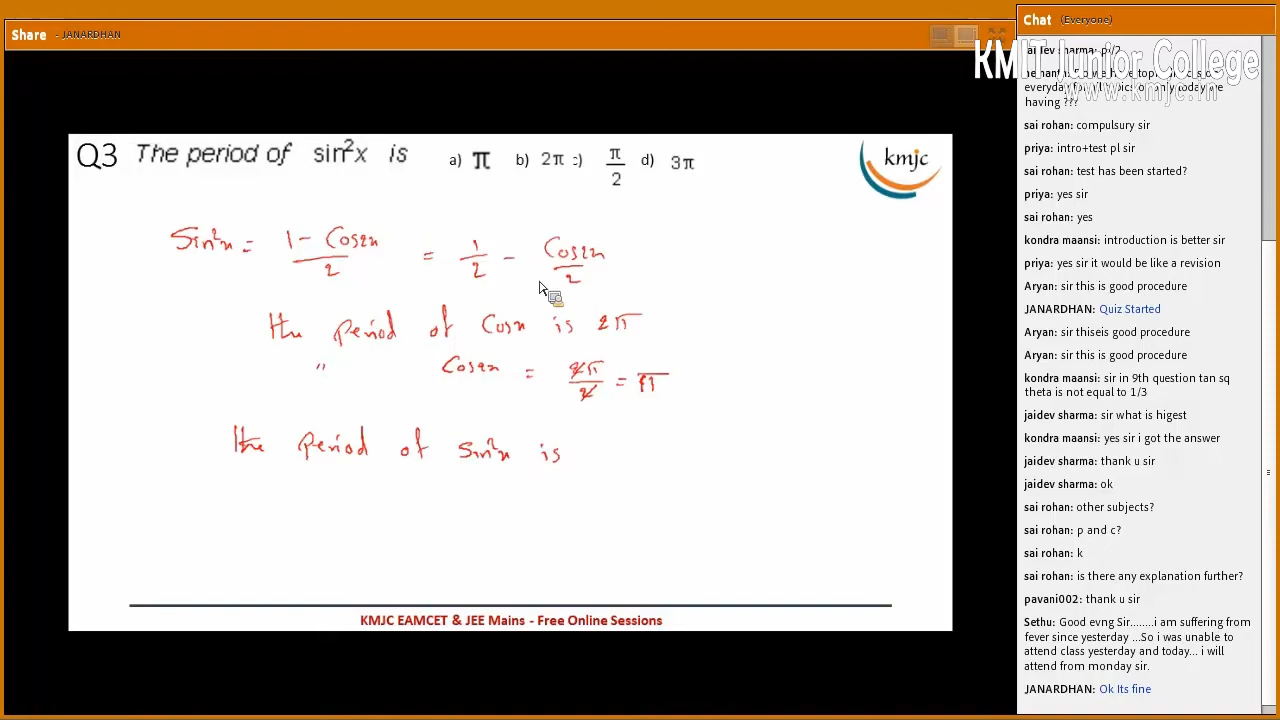 Share - JANARDHAN
Q3 The period of sin²x is a) π b) 2π c) π/2 d) 3π
kmjc
Sin²x = 1 - Cos2x / 2 = 1/2 - Cos2x / 2
The period of Cosx is 2π
" Cos2x = 2π/2 = π
The period of Sin²x is
KMJC EAMCET & JEE Mains - Free Online Sessions
Chat (Everyone)
KMIT Junior College
www.kmjc.in
jaidev sharma:
everyday for
having ???
sai rohan: compulsury sir
priya: intro+test pl sir
sai rohan: test has been started?
priya: yes sir
sai rohan: yes
kondra maansi: introduction is better sir
priya: yes sir it would be like a revision
Aryan: sir this is good procedure
JANARDHAN: Quiz Started
Aryan: sir thiseis good procedure
Aryan: sir this is good procedure
kondra maansi: sir in 9th question tan sq
theta is not equal to 1/3
jaidev sharma: sir what is higest
kondra maansi: yes sir i got the answer
jaidev sharma: thank u sir
jaidev sharma: ok
sai rohan: other subjects?
sai rohan: p and c?
sai rohan: k
sai rohan: is there any explanation further?
pavani002: thank u sir
Sethu: Good evng Sir........i am suffering from
fever since yesterday ...So i was unable to
attend class yesterday and today... i will
attend from monday sir.
JANARDHAN: Ok Its fine